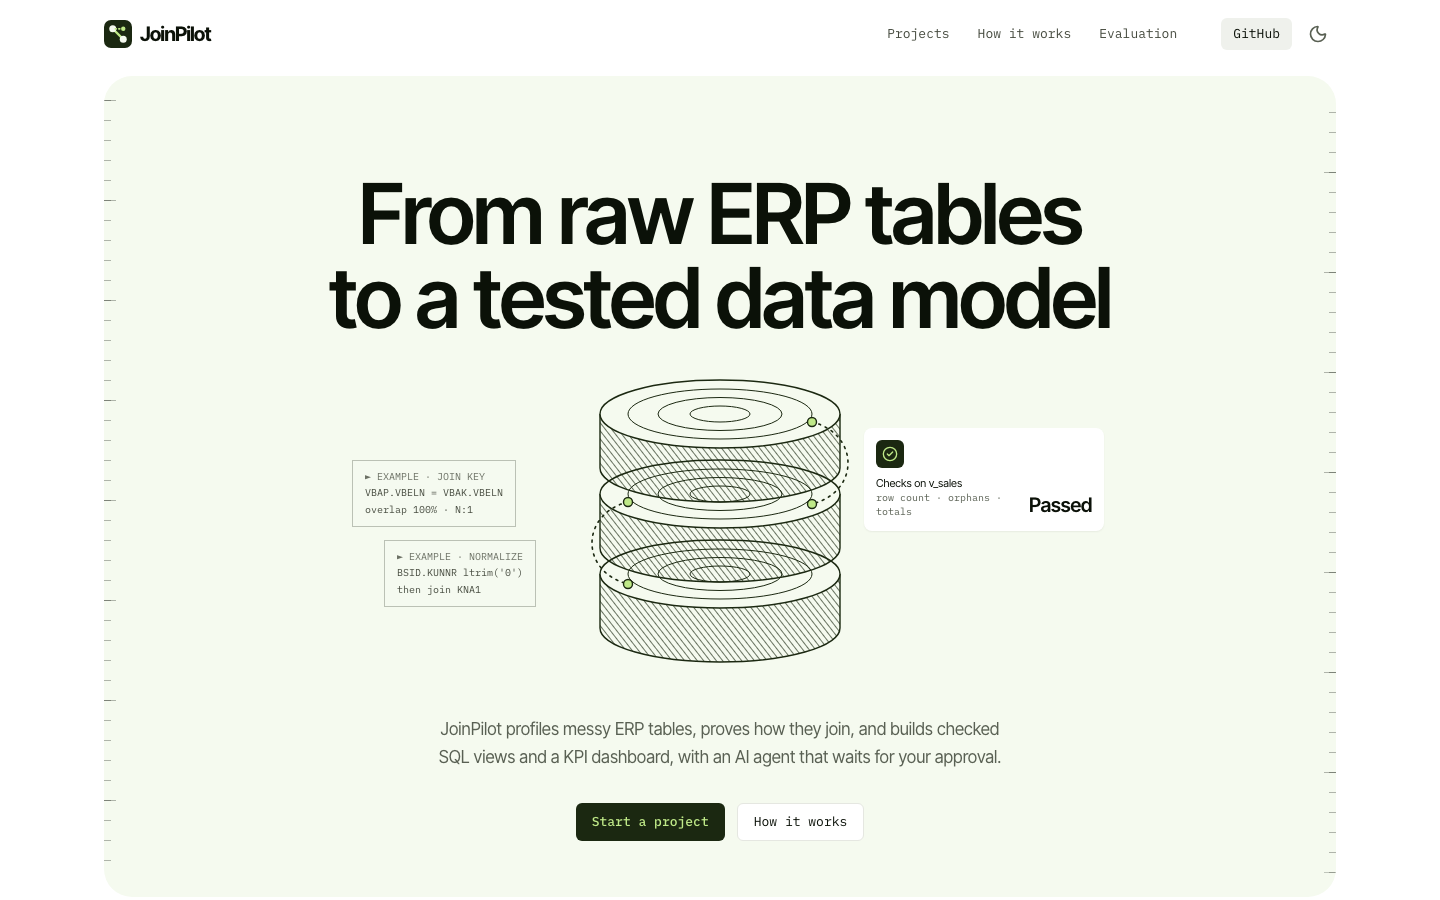 JoinPilot
Projects
How it works
Evaluation
GitHub
From raw ERP tables
to a tested data model
► EXAMPLE · JOIN KEY
VBAP.VBELN = VBAK.VBELN
overlap 100% · N:1
► EXAMPLE · NORMALIZE
BSID.KUNNR ltrim('0')
then join KNA1
Checks on v_sales
row count · orphans ·
totals
Passed
JoinPilot profiles messy ERP tables, proves how they join, and builds checked
SQL views and a KPI dashboard, with an AI agent that waits for your approval.
Start a project
How it works